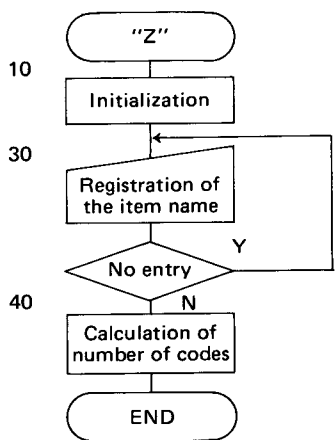 "Z"
10
Initialization
30
Registration of
the item name
Y
No entry
N
40
Calculation of
number of codes
END